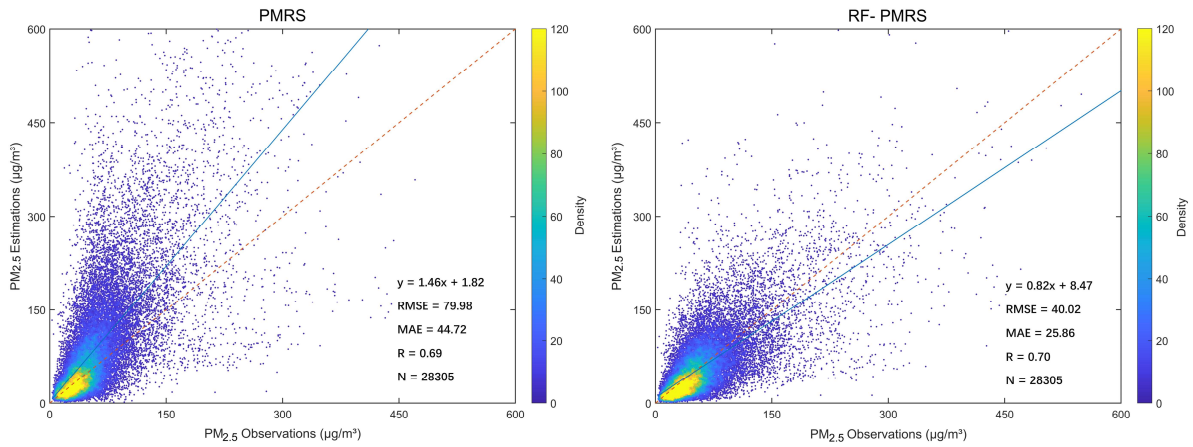 PMRS
600
450
300
150
0
0
150
300
450
600
PM2.5 Estimations (μg/m³)
PM2.5 Observations (μg/m³)
y = 1.46x + 1.82
RMSE = 79.98
MAE = 44.72
R = 0.69
N = 28305
120
100
80
60
40
20
0
Density
RF- PMRS
600
450
300
150
0
0
150
300
450
600
PM2.5 Estimations (μg/m³)
PM2.5 Observations (μg/m³)
y = 0.82x + 8.47
RMSE = 40.02
MAE = 25.86
R = 0.70
N = 28305
120
100
80
60
40
20
0
Density